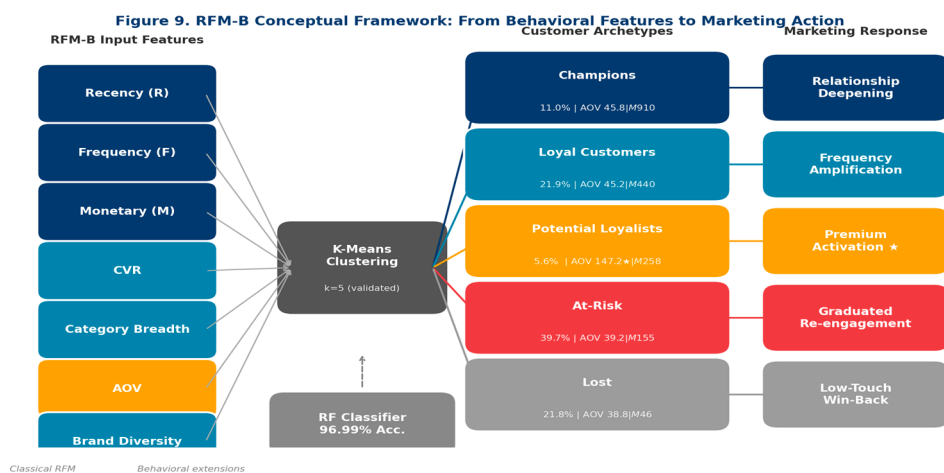 Figure 9. RFM-B Conceptual Framework: From Behavioral Features to Marketing Action
RFM-B Input Features
Customer Archetypes
Marketing Response
Recency (R)
Frequency (F)
Monetary (M)
CVR
Category Breadth
AOV
Brand Diversity
Classical RFM
Behavioral extensions
K-Means
Clustering
k=5 (validated)
RF Classifier
96.99% Acc.
Champions
11.0% | AOV 45.8|M910
Loyal Customers
21.9% | AOV 45.2|M440
Potential Loyalists
5.6%  | AOV 147.2★|M258
At-Risk
39.7% | AOV 39.2|M155
Lost
21.8% | AOV 38.8|M46
Relationship
Deepening
Frequency
Amplification
Premium
Activation ★
Graduated
Re-engagement
Low-Touch
Win-Back